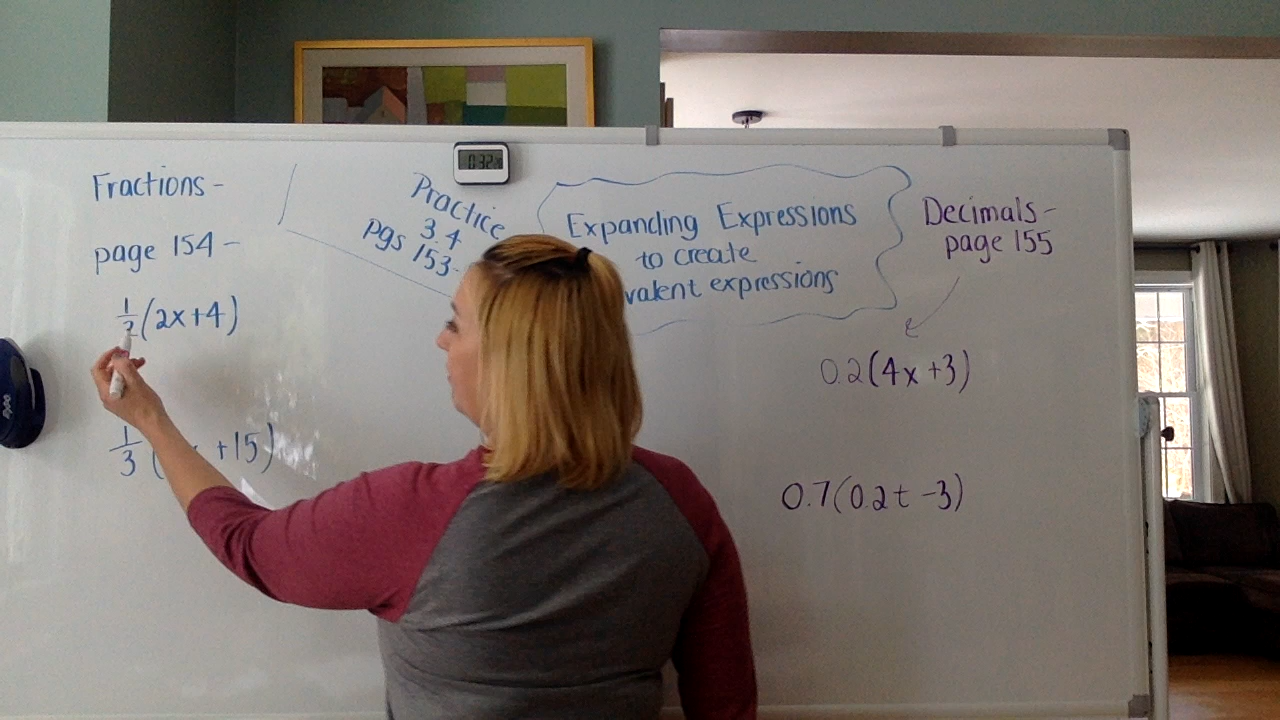 Fractions-
page 154 -
1/2(2x+4)
1/3 ( +15)
Practice
3.4
pgs 153-
Expanding Expressions
to create
valent expressions
Decimals-
page 155
0.2(4x+3)
0.7(0.2t-3)
EXPO